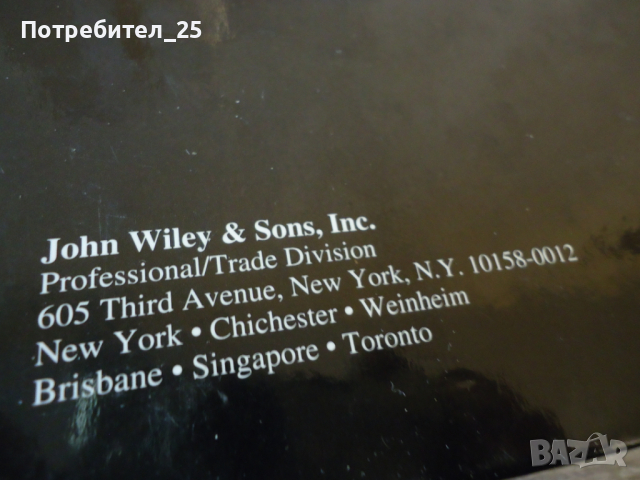 Потребител_25
John Wiley & Sons, Inc.
Professional/Trade Division
605 Third Avenue, New York, N.Y. 10158-0012
New York • Chichester • Weinheim
Brisbane • Singapore • Toronto
BAZAR